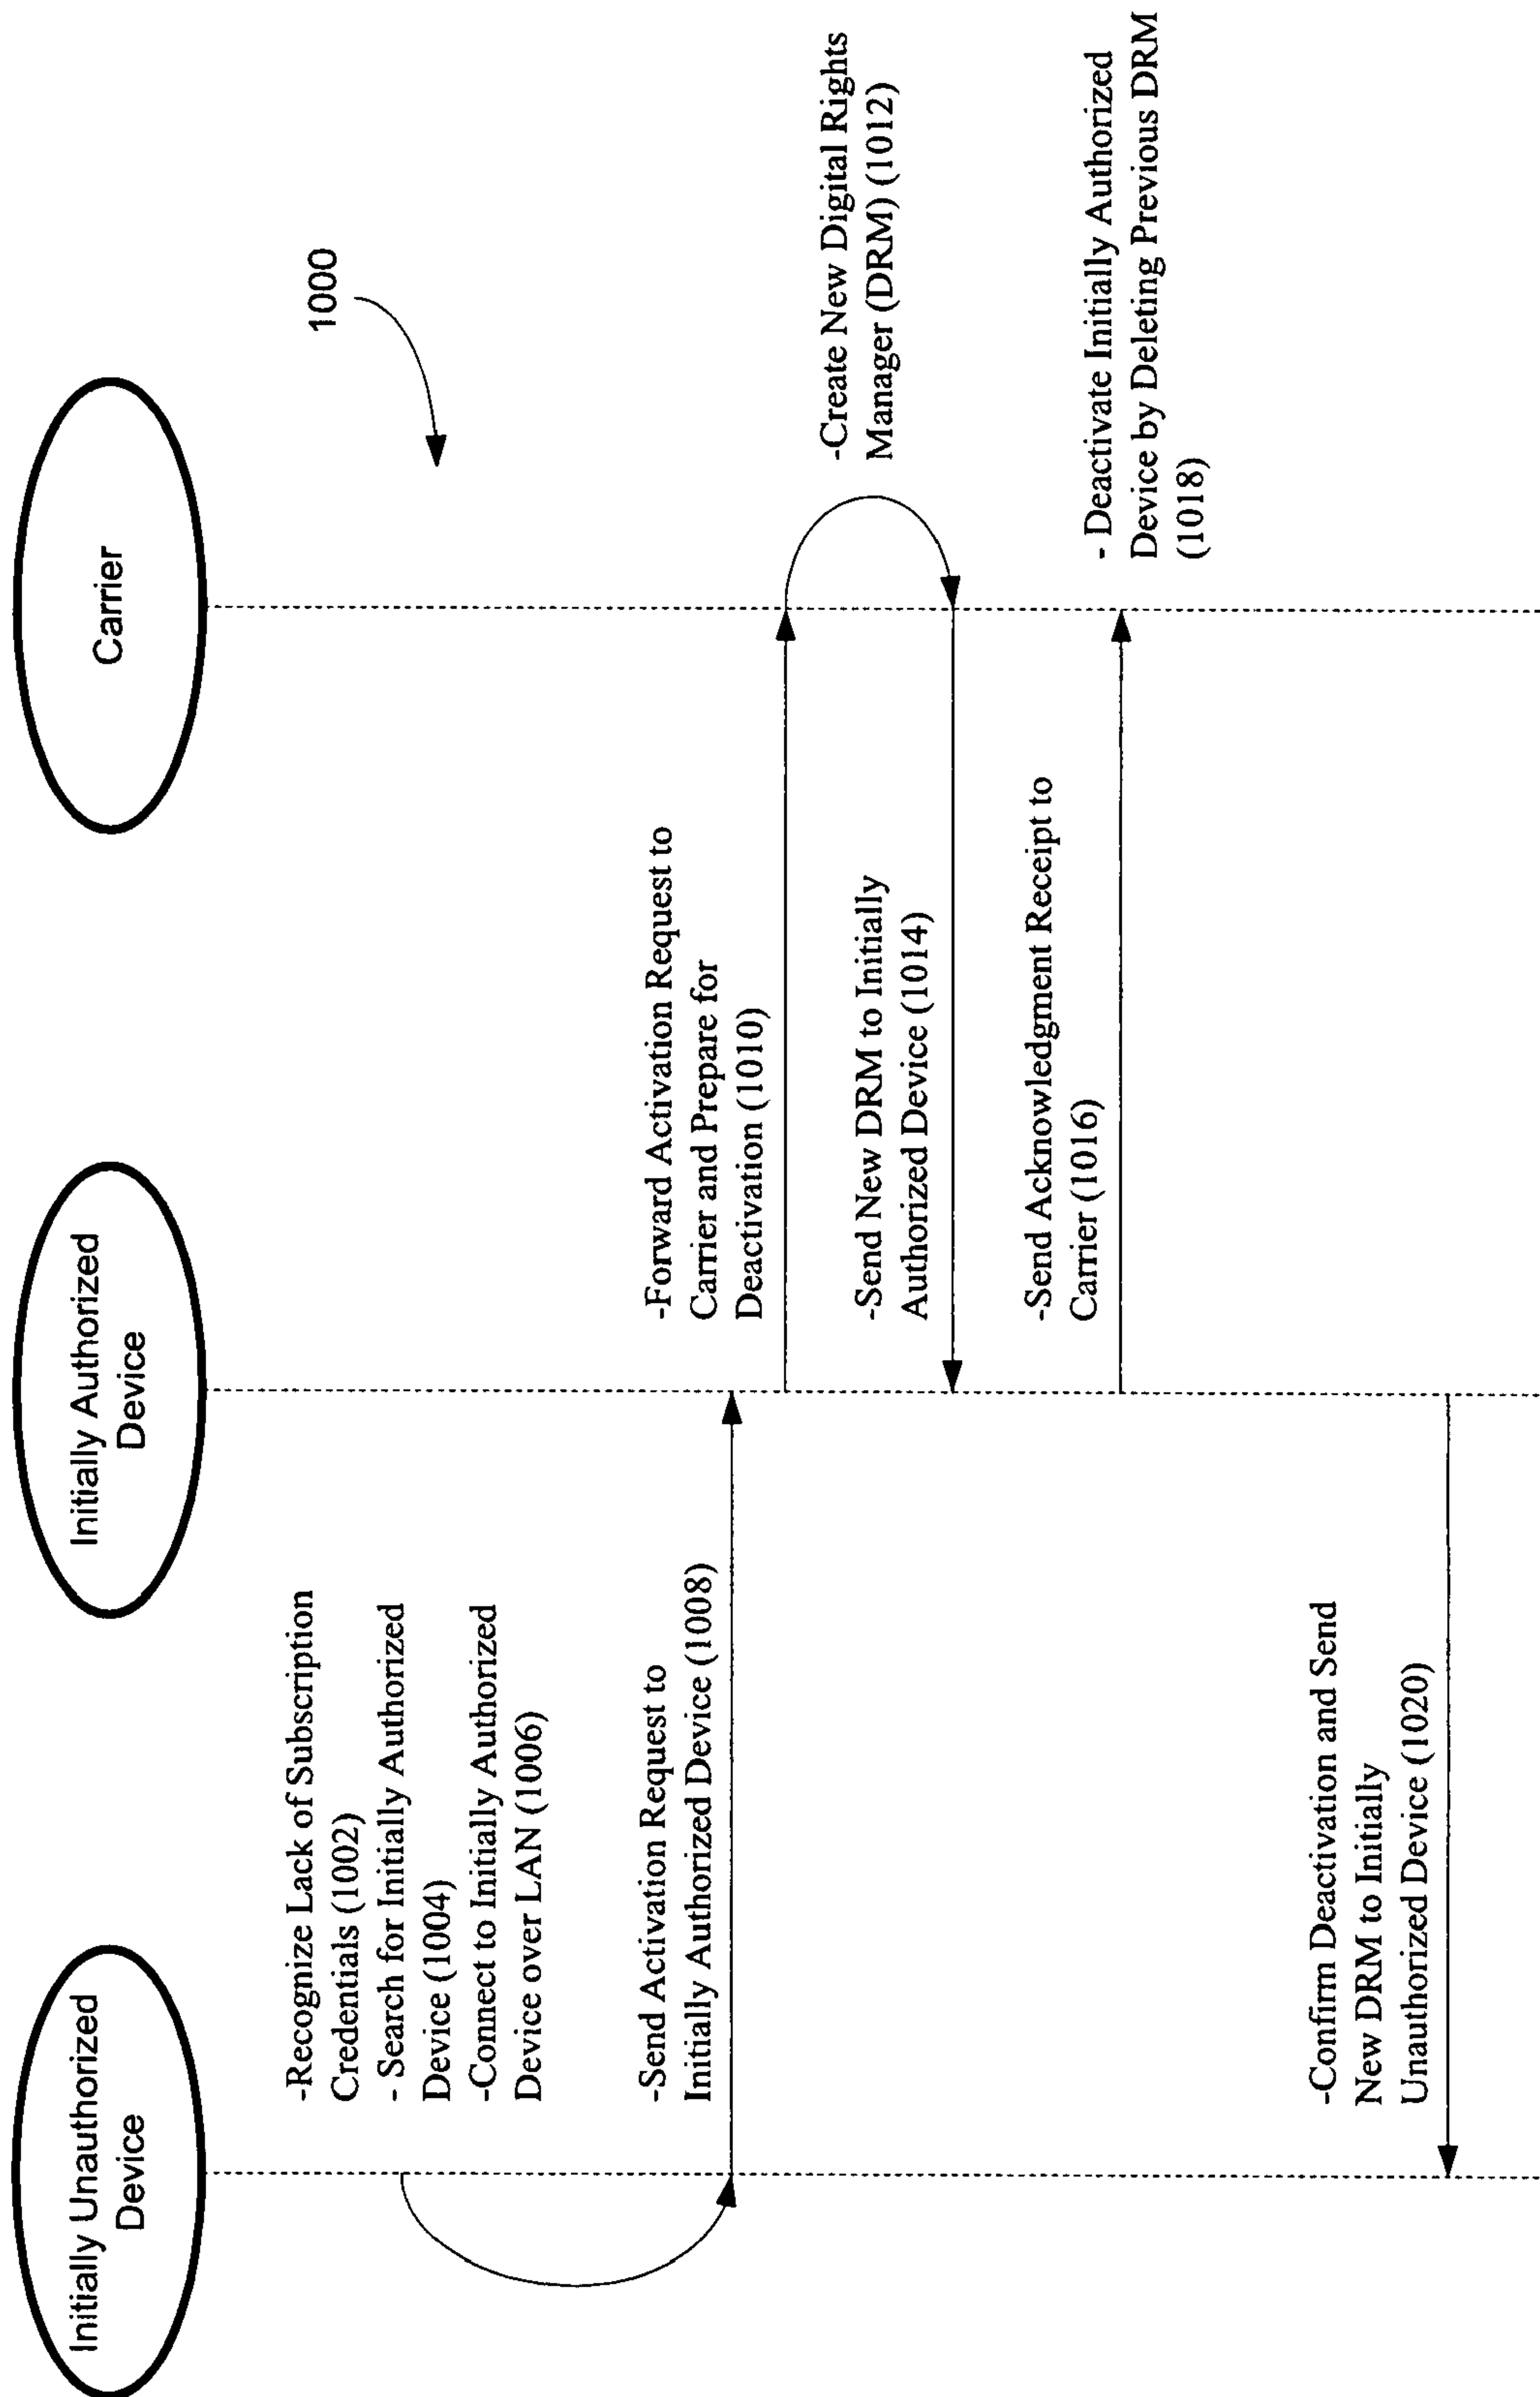 Initially Unauthorized
Device
Initially Authorized
Device
Carrier
1000
-Recognize Lack of Subscription
Credentials (1002)
- Search for Initially Authorized
Device (1004)
-Connect to Initially Authorized
Device over LAN (1006)
-Send Activation Request to
Initially Authorized Device (1008)
-Forward Activation Request to
Carrier and Prepare for
Deactivation (1010)
-Create New Digital Rights
Manager (DRM) (1012)
-Send New DRM to Initially
Authorized Device (1014)
-Send Acknowledgment Receipt to
Carrier (1016)
- Deactivate Initially Authorized
Device by Deleting Previous DRM
(1018)
-Confirm Deactivation and Send
New DRM to Initially
Unauthorized Device (1020)